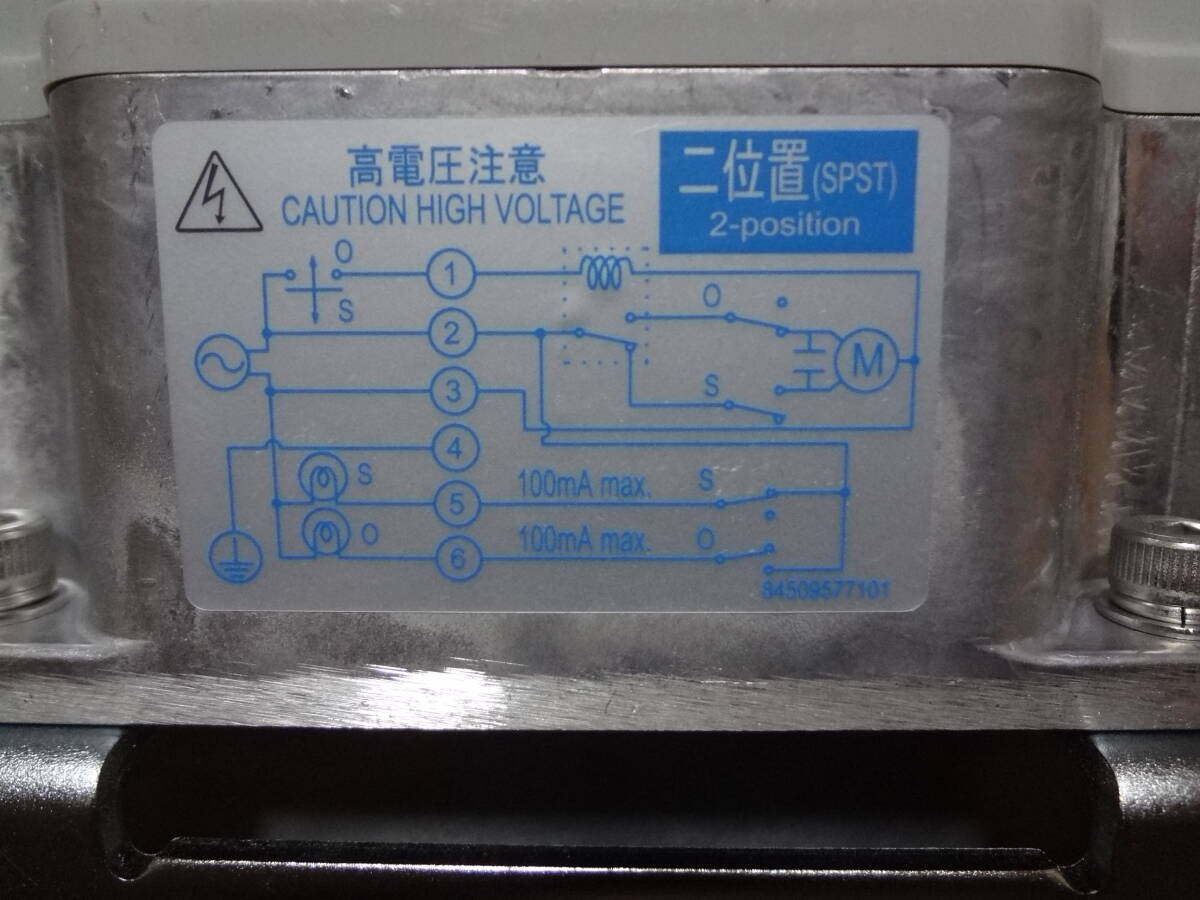 高電圧注意
CAUTION HIGH VOLTAGE
二位置(SPST)
2-position
O
S
1
2
3
4
5
6
O
S
M
S
O
100mA max.
S
100mA max.
O
84509577101